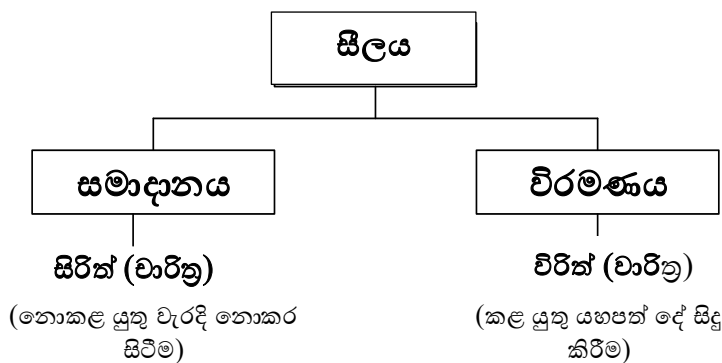 සීලය
සමාදානය
විරමණය
සිරිත් (චාරිත්‍ර)
විරිත් (වාරිත්‍ර)
(නොකළ යුතු වැරදි නොකර
සිටීම)
(කළ යුතු යහපත් දේ සිදු
කිරීම)